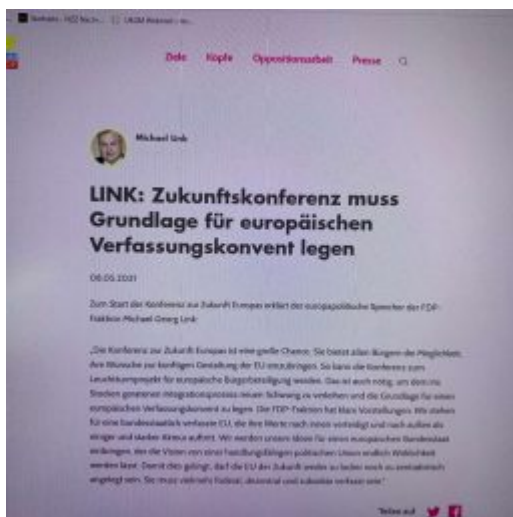 Ziele Köpfe Oppositionsarbeit Presse
Michael Link
LINK: Zukunftskonferenz muss
Grundlage für europäischen
Verfassungskonvent legen
Zum Start der Konferenz zur Zukunft Europas erklärt der europapolitische Sprecher der FDP-
Fraktion Michael Georg Link:
„Die Konferenz zur Zukunft Europas ist eine große Chance. Sie bietet allen Bürgern die Möglichkeit,
ihre Wünsche zur künftigen Gestaltung der EU einzubringen. So kann die Konferenz zum
Leuchtturmprojekt für europäische Bürgerbeteiligung werden. Das ist auch nötig, um dem ins
Stocken geratenen Integrationsprozess neuen Schwung zu verleihen und die Grundlage für einen
europäischen Verfassungskonvent zu legen. Die FDP-Fraktion hat klare Vorstellungen: Wir stehen
für eine bundesstaatlich verfasste EU, die ihre Werte nach innen verteidigt und nach außen als
einiger und starker Akteur auftritt. Wir werden unsere Ideen für einen europäischen Bundesstaat
einbringen, der die Vision von einer handlungsfähigen politischen Union endlich Wirklichkeit
werden lässt. Damit dies gelingt, darf die EU der Zukunft weder zu lasten noch zu zentralistisch
angelegt sein. Sie muss vielmehr föderal, dezentral und subsidiär verfasst sein.“
Teilen auf